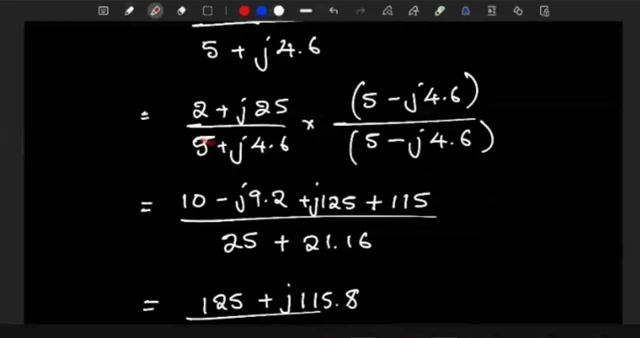 5 + j4.6
= 2 + j25 / 5 + j4.6 × (5 - j4.6) / (5 - j4.6)
= 10 - j9.2 + j125 + 115 / 25 + 21.16
= 125 + j115.8